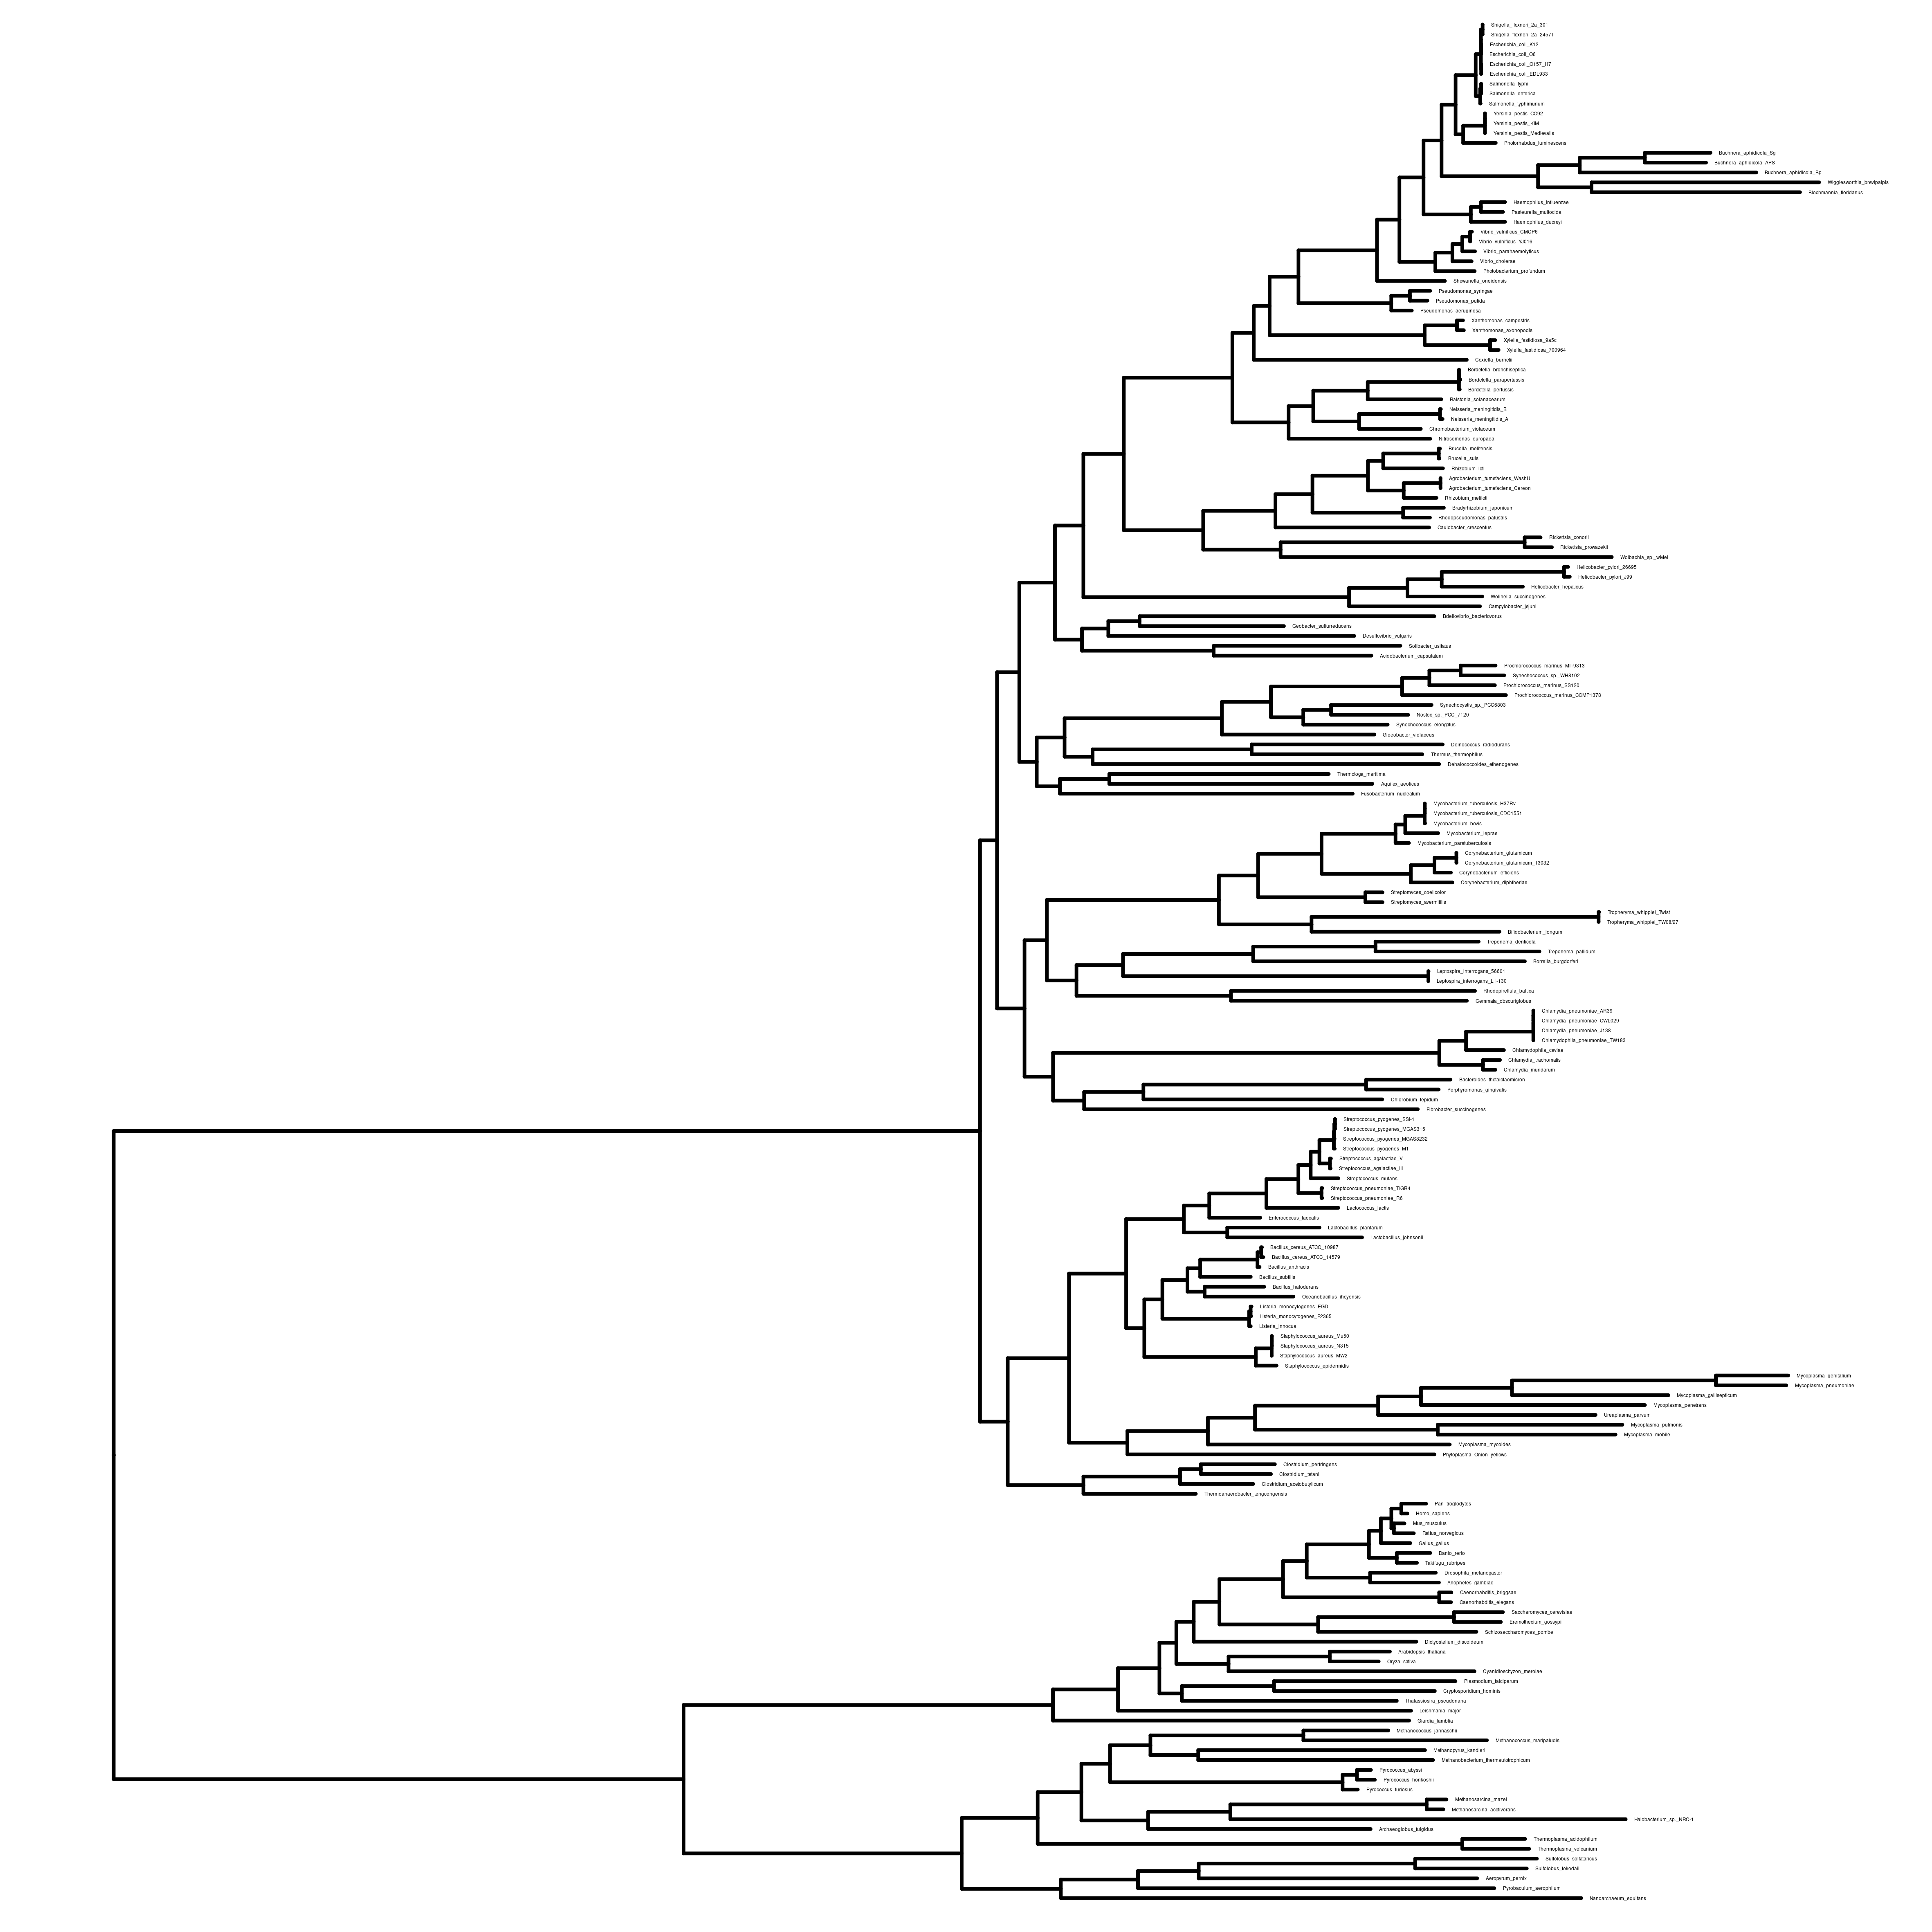 Shigella_flexneri_2a_301
Shigella_flexneri_2a_2457T
Escherichia_coli_K12
Escherichia_coli_O6
Escherichia_coli_O157_H7
Escherichia_coli_EDL933
Salmonella_typhi
Salmonella_enterica
Salmonella_typhimurium
Yersinia_pestis_CO92
Yersinia_pestis_KIM
Yersinia_pestis_Medievalis
Photorhabdus_luminescens
Buchnera_aphidicola_Sg
Buchnera_aphidicola_APS
Buchnera_aphidicola_Bp
Wigglesworthia_brevipalpis
Blochmannia_floridanus
Haemophilus_influenzae
Pasteurella_multocida
Haemophilus_ducreyi
Vibrio_vulnificus_CMCP6
Vibrio_vulnificus_YJ016
Vibrio_parahaemolyticus
Vibrio_cholerae
Photobacterium_profundum
Shewanella_oneidensis
Pseudomonas_syringae
Pseudomonas_putida
Pseudomonas_aeruginosa
Xanthomonas_campestris
Xanthomonas_axonopodis
Xylella_fastidiosa_9a5c
Xylella_fastidiosa_700964
Coxiella_burnetii
Bordetella_bronchiseptica
Bordetella_parapertussis
Bordetella_pertussis
Ralstonia_solanacearum
Neisseria_meningitidis_B
Neisseria_meningitidis_A
Chromobacterium_violaceum
Nitrosomonas_europaea
Brucella_melitensis
Brucella_suis
Rhizobium_loti
Agrobacterium_tumefaciens_WashU
Agrobacterium_tumefaciens_Cereon
Rhizobium_meliloti
Bradyrhizobium_japonicum
Rhodopseudomonas_palustris
Caulobacter_crescentus
Rickettsia_conorii
Rickettsia_prowazekii
Wolbachia_sp._wMel
Helicobacter_pylori_26695
Helicobacter_pylori_J99
Helicobacter_hepaticus
Wolinella_succinogenes
Campylobacter_jejuni
Bdellovibrio_bacteriovorus
Geobacter_sulfurreducens
Desulfovibrio_vulgaris
Solibacter_usitatus
Acidobacterium_capsulatum
Prochlorococcus_marinus_MIT9313
Synechococcus_sp._WH8102
Prochlorococcus_marinus_SS120
Prochlorococcus_marinus_CCMP1378
Synechocystis_sp._PCC6803
Nostoc_sp._PCC_7120
Synechococcus_elongatus
Gloeobacter_violaceus
Deinococcus_radiodurans
Thermus_thermophilus
Dehalococcoides_ethenogenes
Thermotoga_maritima
Aquifex_aeolicus
Fusobacterium_nucleatum
Mycobacterium_tuberculosis_H37Rv
Mycobacterium_tuberculosis_CDC1551
Mycobacterium_bovis
Mycobacterium_leprae
Mycobacterium_paratuberculosis
Corynebacterium_glutamicum
Corynebacterium_glutamicum_13032
Corynebacterium_efficiens
Corynebacterium_diphtheriae
Streptomyces_coelicolor
Streptomyces_avermitilis
Tropheryma_whipplei_Twist
Tropheryma_whipplei_TW08/27
Bifidobacterium_longum
Treponema_denticola
Treponema_pallidum
Borrelia_burgdorferi
Leptospira_interrogans_56601
Leptospira_interrogans_L1-130
Rhodopirellula_baltica
Gemmata_obscuriglobus
Chlamydia_pneumoniae_AR39
Chlamydia_pneumoniae_CWL029
Chlamydia_pneumoniae_J138
Chlamydophila_pneumoniae_TW183
Chlamydophila_caviae
Chlamydia_trachomatis
Chlamydia_muridarum
Bacteroides_thetaiotaomicron
Porphyromonas_gingivalis
Chlorobium_tepidum
Fibrobacter_succinogenes
Streptococcus_pyogenes_SSI-1
Streptococcus_pyogenes_MGAS315
Streptococcus_pyogenes_MGAS8232
Streptococcus_pyogenes_M1
Streptococcus_agalactiae_V
Streptococcus_agalactiae_III
Streptococcus_mutans
Streptococcus_pneumoniae_TIGR4
Streptococcus_pneumoniae_R6
Lactococcus_lactis
Enterococcus_faecalis
Lactobacillus_plantarum
Lactobacillus_johnsonii
Bacillus_cereus_ATCC_10987
Bacillus_cereus_ATCC_14579
Bacillus_anthracis
Bacillus_subtilis
Bacillus_halodurans
Oceanobacillus_iheyensis
Listeria_monocytogenes_EGD
Listeria_monocytogenes_F2365
Listeria_innocua
Staphylococcus_aureus_Mu50
Staphylococcus_aureus_N315
Staphylococcus_aureus_MW2
Staphylococcus_epidermidis
Mycoplasma_genitalium
Mycoplasma_pneumoniae
Mycoplasma_gallisepticum
Mycoplasma_penetrans
Ureaplasma_parvum
Mycoplasma_pulmonis
Mycoplasma_mobile
Mycoplasma_mycoides
Phytoplasma_Onion_yellows
Clostridium_perfringens
Clostridium_tetani
Clostridium_acetobutylicum
Thermoanaerobacter_tengcongensis
Pan_troglodytes
Homo_sapiens
Mus_musculus
Rattus_norvegicus
Gallus_gallus
Danio_rerio
Takifugu_rubripes
Drosophila_melanogaster
Anopheles_gambiae
Caenorhabditis_briggsae
Caenorhabditis_elegans
Saccharomyces_cerevisiae
Eremothecium_gossypii
Schizosaccharomyces_pombe
Dictyostelium_discoideum
Arabidopsis_thaliana
Oryza_sativa
Cyanidioschyzon_merolae
Plasmodium_falciparum
Cryptosporidium_hominis
Thalassiosira_pseudonana
Leishmania_major
Giardia_lamblia
Methanococcus_jannaschii
Methanococcus_maripaludis
Methanopyrus_kandleri
Methanobacterium_thermautotrophicum
Pyrococcus_abyssi
Pyrococcus_horikoshii
Pyrococcus_furiosus
Methanosarcina_mazei
Methanosarcina_acetivorans
Halobacterium_sp._NRC-1
Archaeoglobus_fulgidus
Thermoplasma_acidophilum
Thermoplasma_volcanium
Sulfolobus_solfataricus
Sulfolobus_tokodaii
Aeropyrum_pernix
Pyrobaculum_aerophilum
Nanoarchaeum_equitans